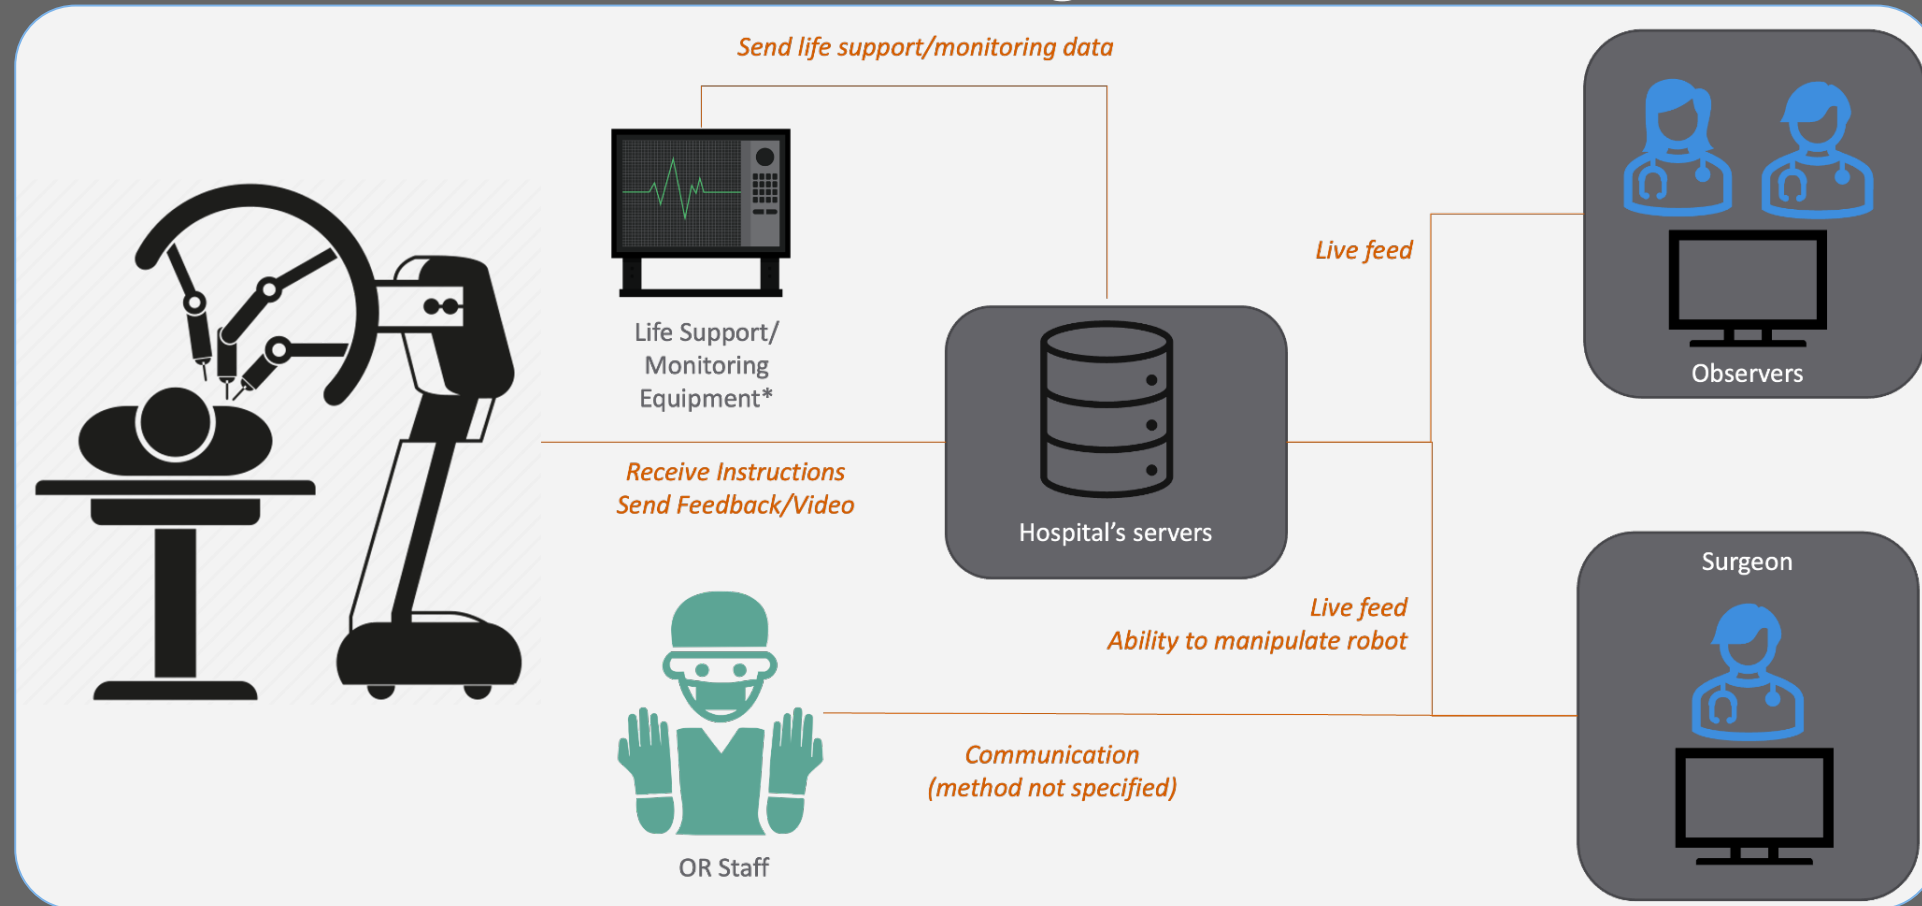 Send life support/monitoring data
Life Support/
Monitoring
Equipment*
Live feed
Observers
Receive Instructions
Send Feedback/Video
Hospital's servers
Surgeon
Live feed
Ability to manipulate robot
Communication
(method not specified)
OR Staff